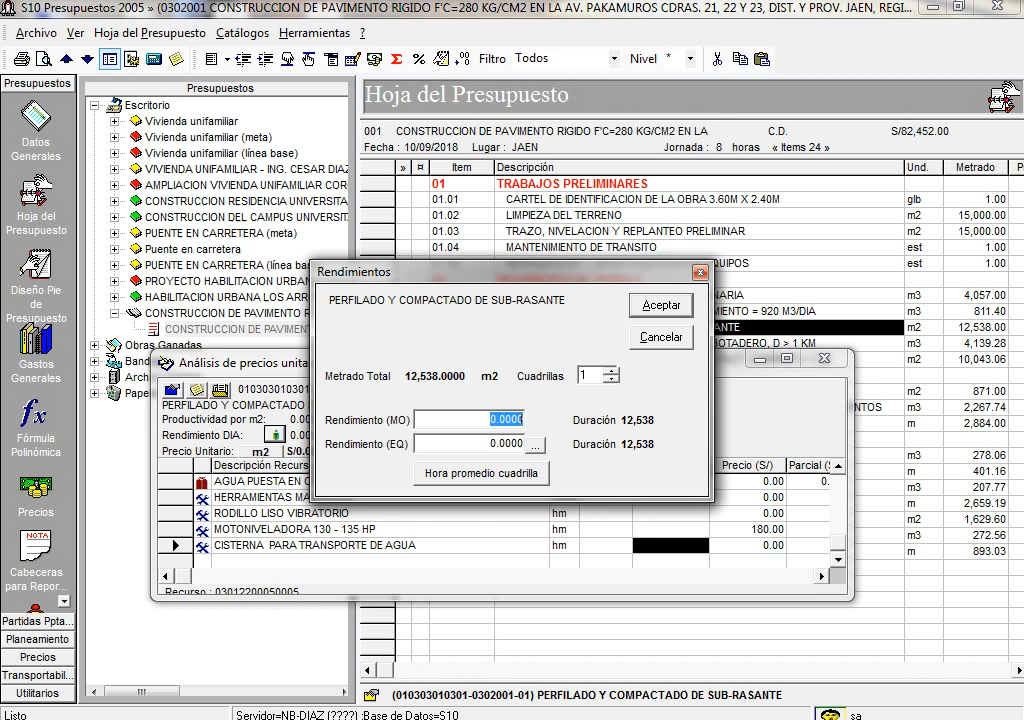 S10 Presupuestos 2005 » (0302001 CONSTRUCCION DE PAVIMENTO RIGIDO F'C=280 KG/CM2 EN LA AV. PAKAMUROS CDRAS. 21, 22 Y 23, DIST. Y PROV. JAEN, REGI...
Archivo Ver Hoja del Presupuesto Catálogos Herramientas ?
Filtro Todos Nivel *
Presupuestos
Datos
Generales
Hoja del
Presupuesto
Diseño Pie
de
Presupuesto
Gastos
Generales
fx
Fórmula
Polinómica
Precios
NOTA
Cabeceras
para Repor...
Partidas Ppta...
Planeamiento
Precios
Transportabil...
Utilitarios
Presupuestos
Escritorio
Vivienda unifamiliar
Vivienda unifamiliar (meta)
Vivienda unifamiliar (línea base)
VIVIENDA UNIFAMILIAR - ING. CESAR DIAZ
AMPLIACION VIVIENDA UNIFAMILIAR COR
CONSTRUCCION RESIDENCIA UNIVERSITA
CONSTRUCCION DEL CAMPUS UNIVERSIT
PUENTE EN CARRETERA (meta)
Puente en carretera
PUENTE EN CARRETERA (línea bas
PROYECTO HABILITACION URBAN
HABILITACION URBANA LOS ARR
CONSTRUCCION DE PAVIMENTO R
CONSTRUCCION DE PAVIMEN
Obras Ganadas
Band
Arch
Pape
Hoja del Presupuesto
001 CONSTRUCCION DE PAVIMENTO RIGIDO F'C=280 KG/CM2 EN LA C.D. S/82,452.00
Fecha : 10/09/2018 Lugar : JAEN Jornada : 8 horas « Items 24 »
» ¤ Item Descripción Und. Metrado P
01 TRABAJOS PRELIMINARES
01.01 CARTEL DE IDENTIFICACION DE LA OBRA 3.60M X 2.40M glb 1.00
01.02 LIMPIEZA DEL TERRENO m2 15,000.00
01.03 TRAZO, NIVELACION Y REPLANTEO PRELIMINAR m2 15,000.00
01.04 MANTENIMIENTO DE TRANSITO est 1.00
QUIPOS est 1.00
NARIA m3 4,057.00
MIENTO = 920 M3/DIA m3 811.40
ANTE m2 12,538.00
BOTADERO, D > 1 KM m3 4,139.28
m2 10,043.06
m2 871.00
NTOS m3 2,267.74
m 2,884.00
m3 278.06
m 401.16
m3 207.77
m 2,659.19
m2 1,629.60
m3 272.56
m 893.03
Rendimientos
PERFILADO Y COMPACTADO DE SUB-RASANTE
Aceptar
Cancelar
Metrado Total 12,538.0000 m2 Cuadrillas 1
Rendimiento (MO) 0.0000 Duración 12,538
Rendimiento (EQ) 0.0000 ... Duración 12,538
Hora promedio cuadrilla
Análisis de precios unita
010303010301
PERFILADO Y COMPACTADO
Productividad por m2: 0.00
Rendimiento DIA: 0.00
Precio Unitario: m2 S/0.0
Descripción Recurs Precio (S/) Parcial (S
AGUA PUESTA EN O 0.00 0.
HERRAMIENTAS MA 0.00
RODILLO LISO VIBRATORIO hm 0.00
MOTONIVELADORA 130 - 135 HP hm 180.00
CISTERNA PARA TRANSPORTE DE AGUA hm 0.00
Recurso : 03012200050005
(010303010301-0302001-01) PERFILADO Y COMPACTADO DE SUB-RASANTE
Listo Servidor=NB-DIAZ (????) ;Base de Datos=S10 sa